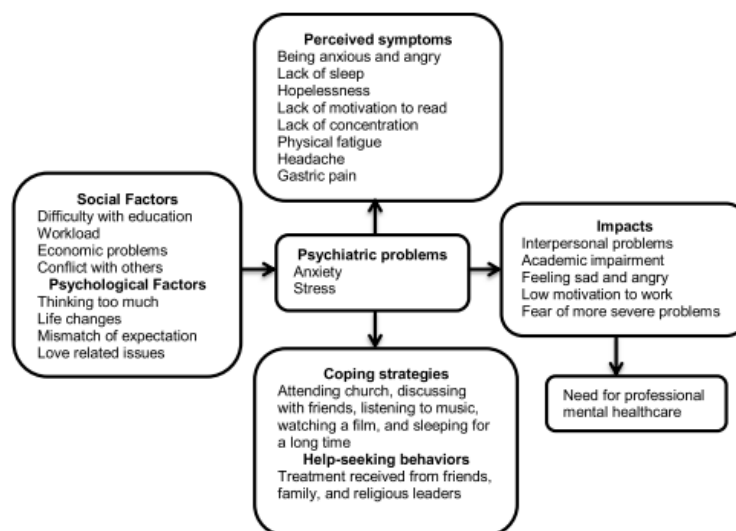 Perceived symptoms
Being anxious and angry
Lack of sleep
Hopelessness
Lack of motivation to read
Lack of concentration
Physical fatigue
Headache
Gastric pain
Social Factors
Difficulty with education
Workload
Economic problems
Conflict with others
Psychological Factors
Thinking too much
Life changes
Mismatch of expectation
Love related issues
Psychiatric problems
Anxiety
Stress
Impacts
Interpersonal problems
Academic impairment
Feeling sad and angry
Low motivation to work
Fear of more severe problems
Coping strategies
Attending church, discussing
with friends, listening to music,
watching a film, and sleeping for
a long time
Help-seeking behaviors
Treatment received from friends,
family, and religious leaders
Need for professional
mental healthcare